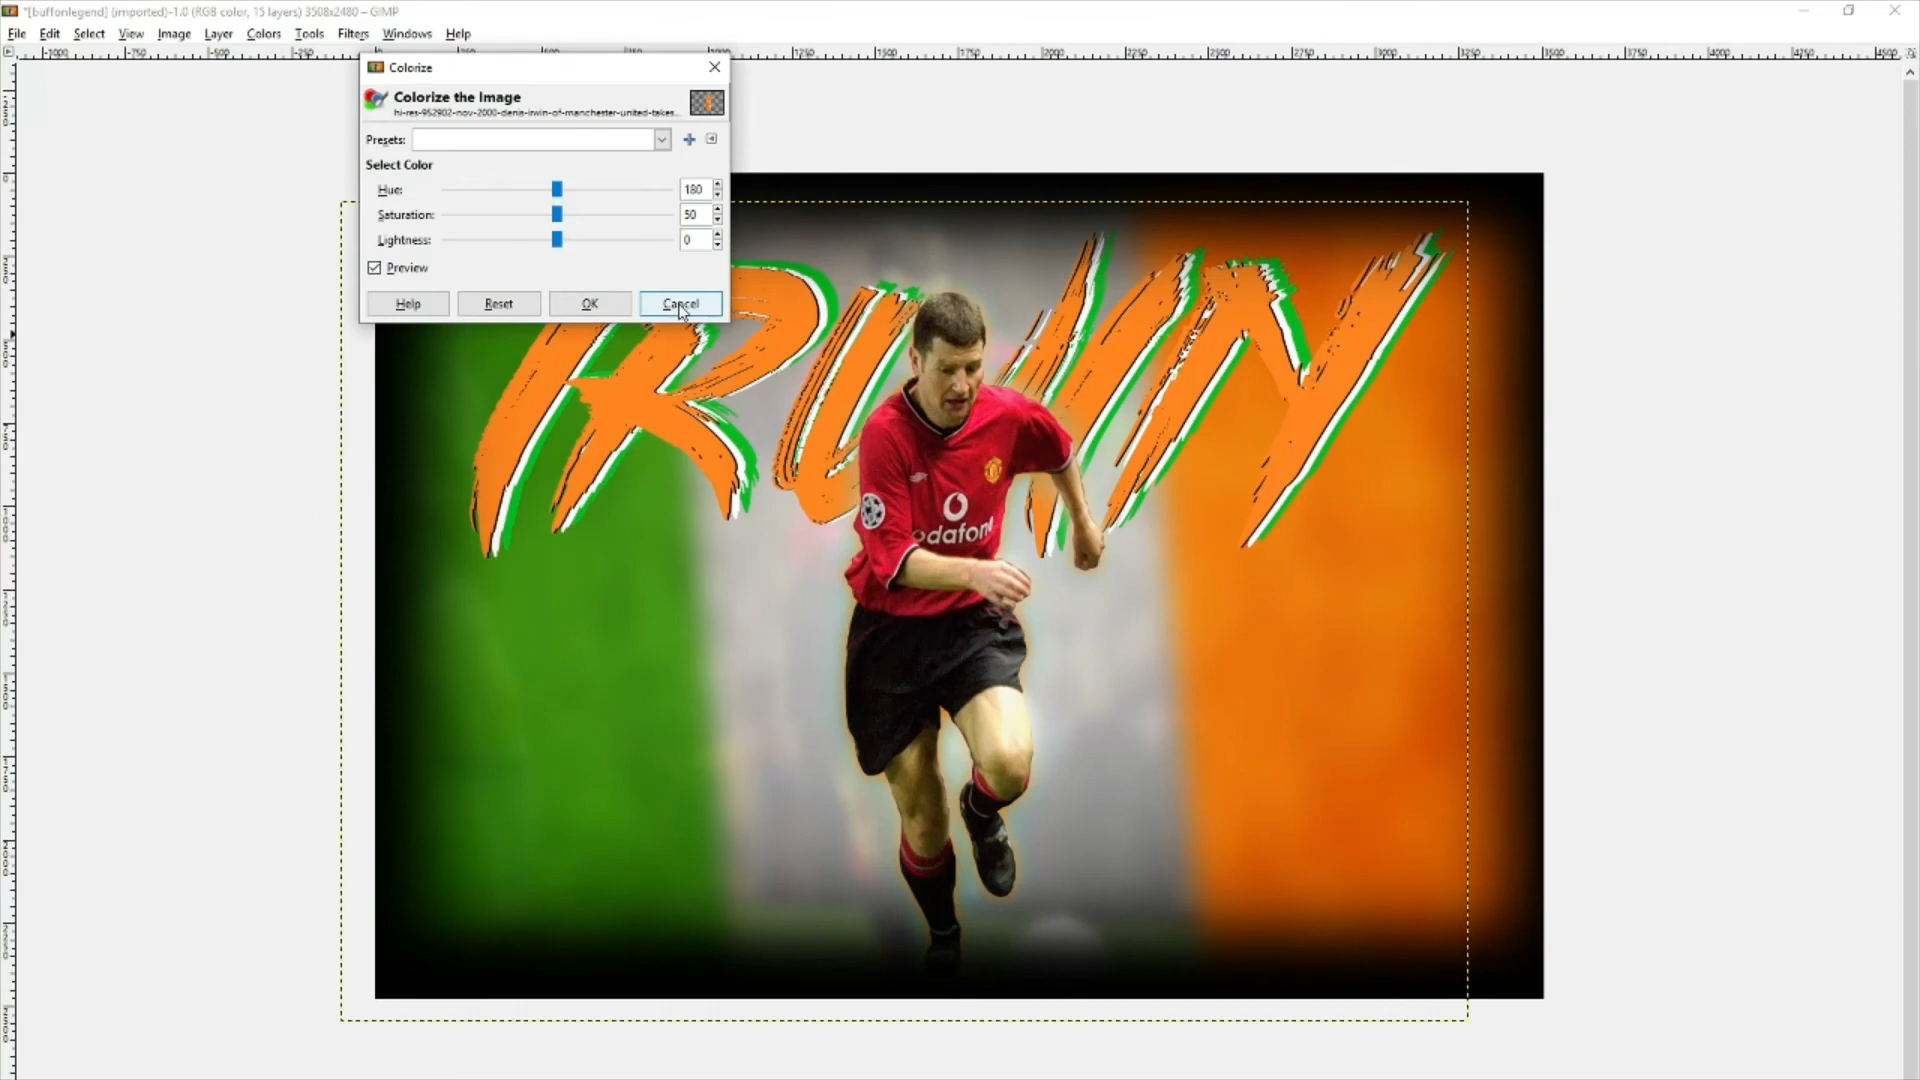 *[buffonlegend] (imported)-1.0 (RGB color, 15 layers) 3508x2480 – GIMP
File Edit Select View Image Layer Colors Tools Filters Windows Help
Colorize
Colorize the Image
hi-res-952902-nov-2000-denis-irwin-of-manchester-united-takes...
Presets:
Select Color
Hue: 180
Saturation: 50
Lightness: 0
Preview
Help Reset OK Cancel
vodafone